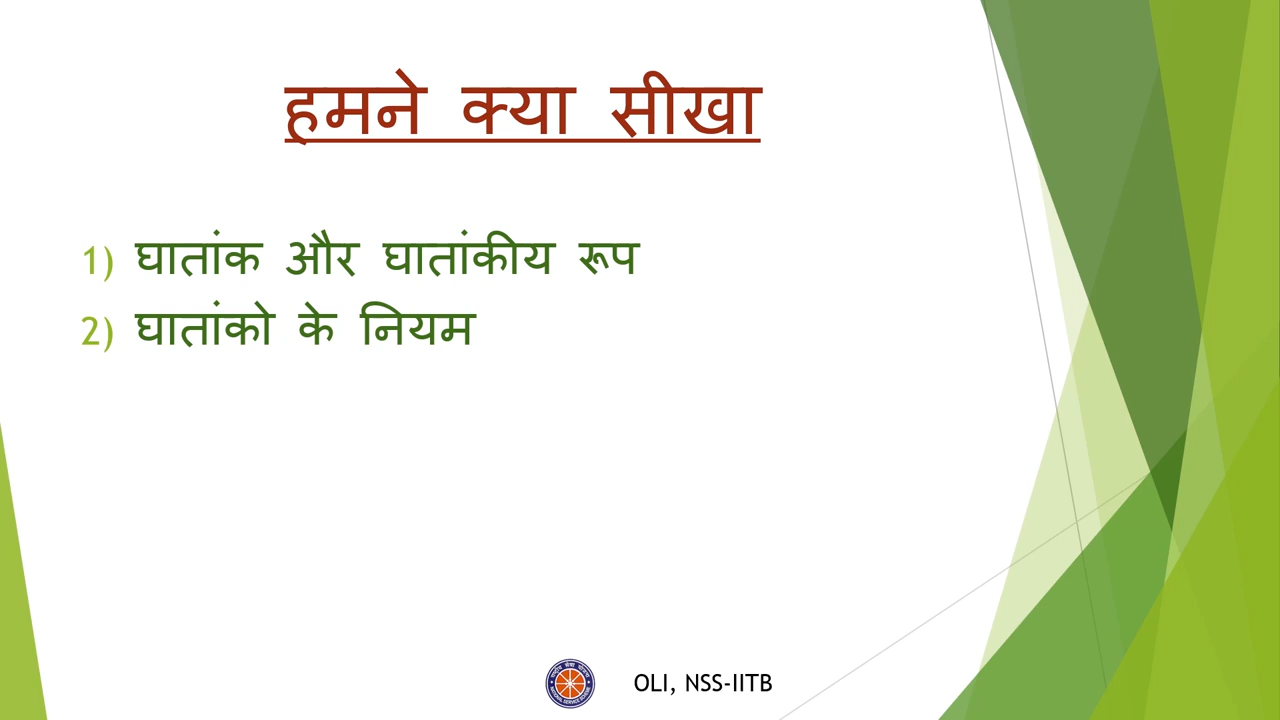 हमने क्या सीखा
1) घातांक और घातांकीय रूप
2) घातांको के नियम
OLI, NSS-IITB